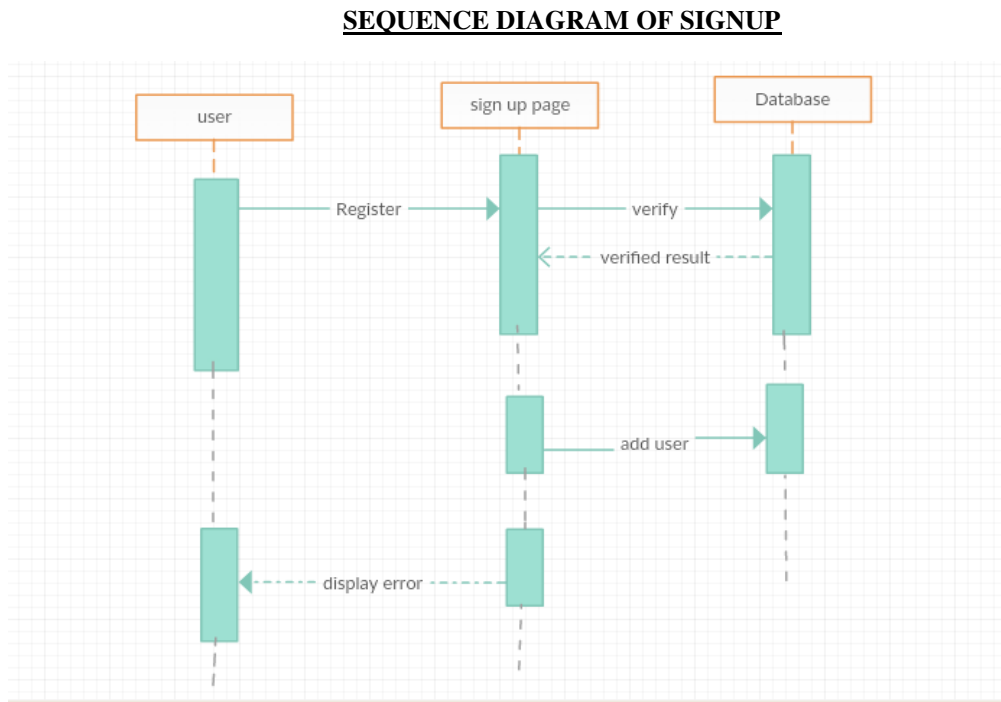 SEQUENCE DIAGRAM OF SIGNUP
user
sign up page
Database
Register
verify
verified result
add user
display error